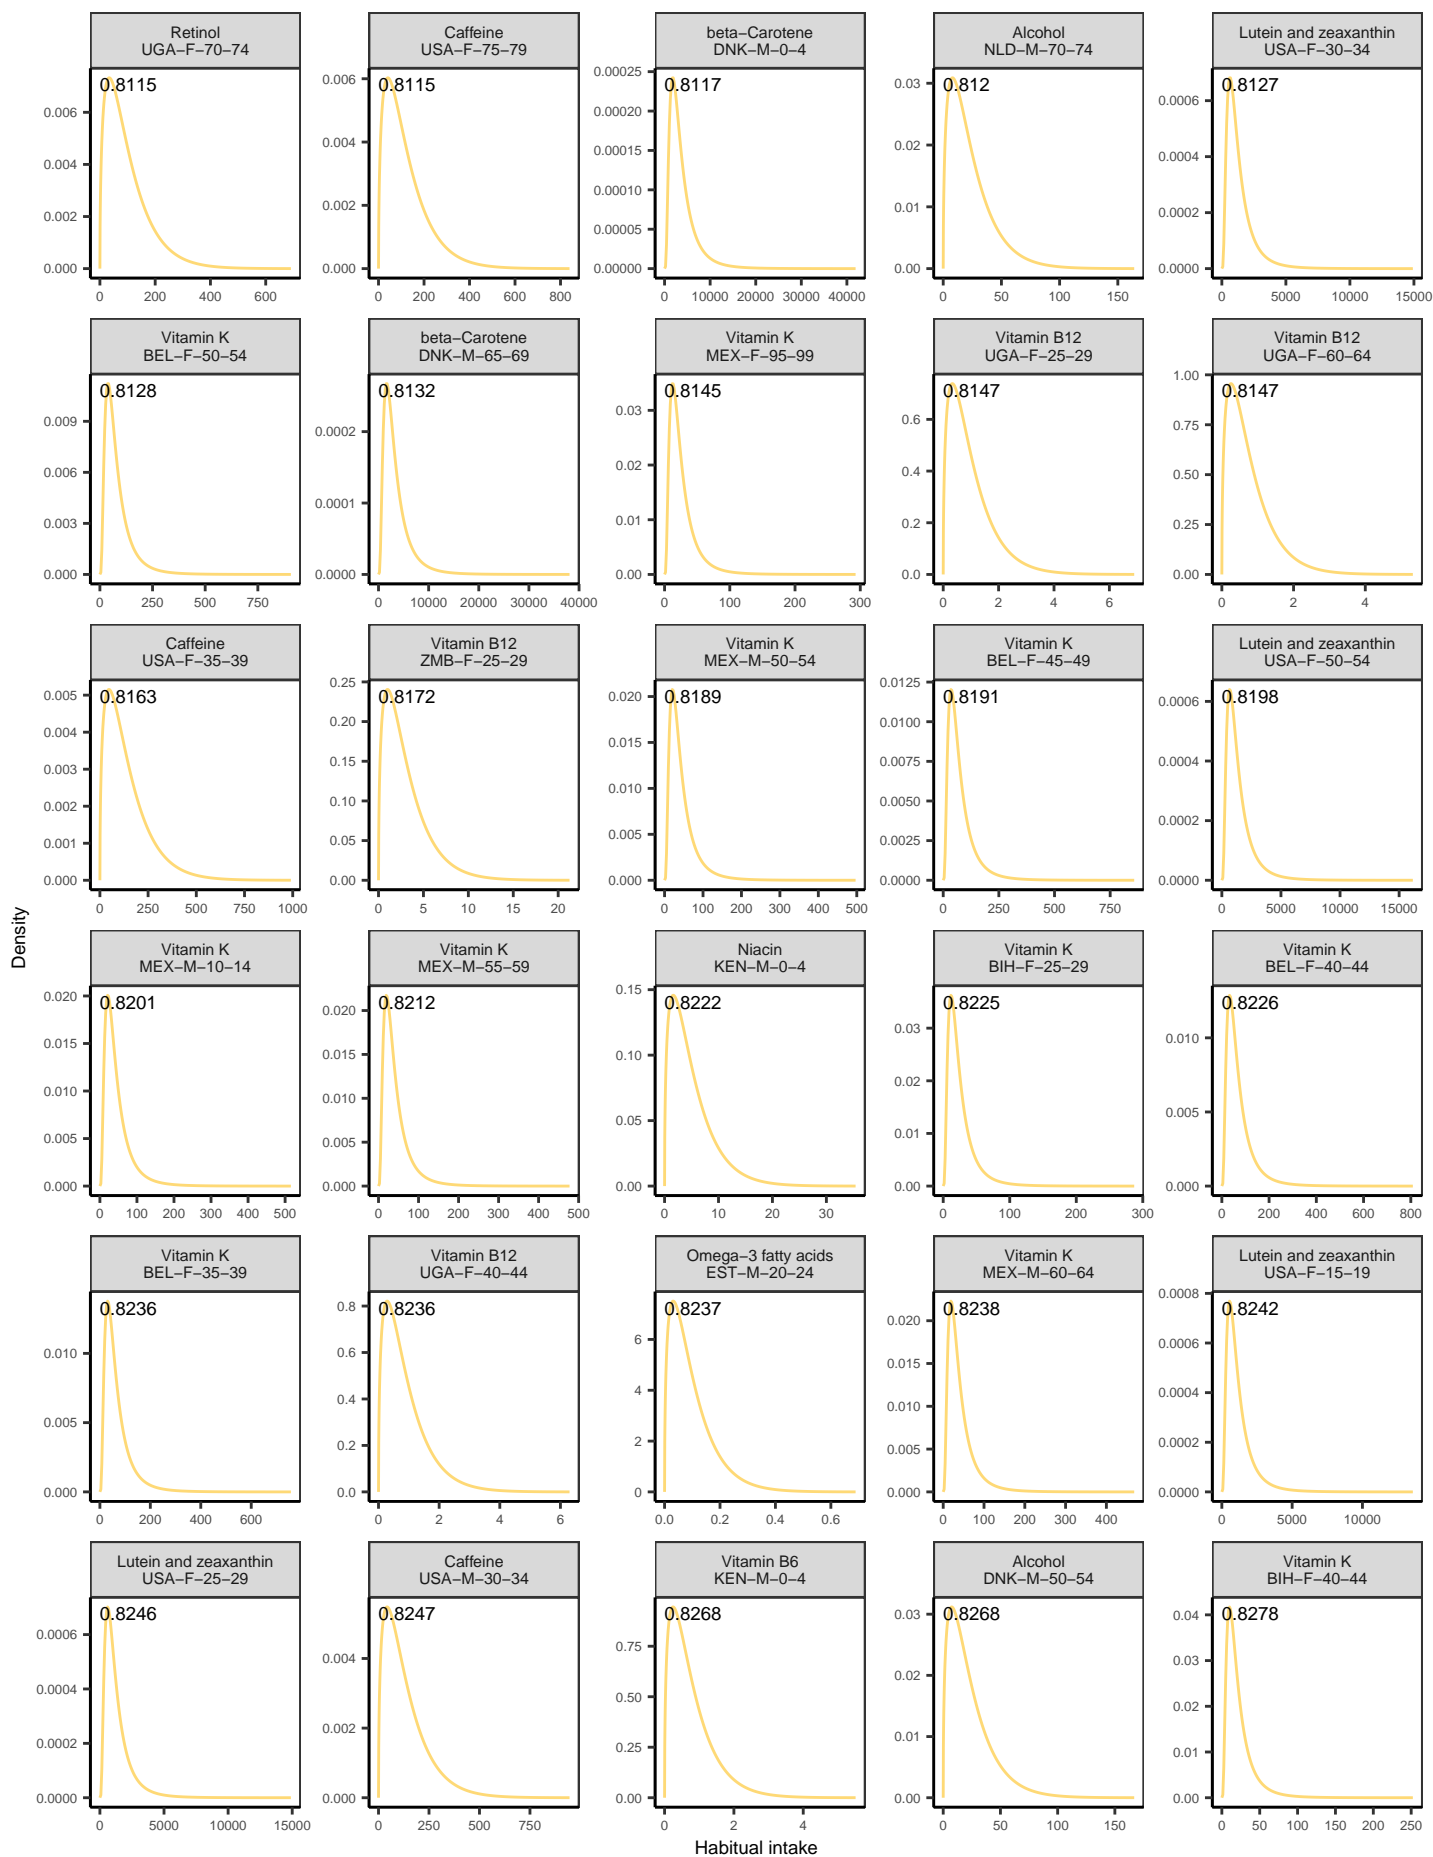 Retinol
UGA−F−70−74
Caffeine
USA−F−75−79
beta−Carotene
DNK−M−0−4
Alcohol
NLD−M−70−74
Lutein and zeaxanthin
USA−F−30−34
0.8115
0.006
0.004
0.002
0.000
0 200 400 600
0.8115
0.006
0.004
0.002
0.000
0 200 400 600 800
0.8117
0.00025
0.00020
0.00015
0.00010
0.00005
0.00000
0 10000 20000 30000 40000
0.812
0.03
0.02
0.01
0.00
0 50 100 150
0.8127
0.0006
0.0004
0.0002
0.0000
0 5000 10000 15000
Vitamin K
BEL−F−50−54
beta−Carotene
DNK−M−65−69
Vitamin K
MEX−F−95−99
Vitamin B12
UGA−F−25−29
Vitamin B12
UGA−F−60−64
0.8128
0.009
0.006
0.003
0.000
0 250 500 750
0.8132
0.0002
0.0001
0.0000
0 10000 20000 30000 40000
0.8145
0.03
0.02
0.01
0.00
0 100 200 300
0.8147
0.6
0.4
0.2
0.0
0 2 4 6
0.8147
1.00
0.75
0.50
0.25
0.00
0 2 4
Caffeine
USA−F−35−39
Vitamin B12
ZMB−F−25−29
Vitamin K
MEX−M−50−54
Vitamin K
BEL−F−45−49
Lutein and zeaxanthin
USA−F−50−54
0.8163
0.005
0.004
0.003
0.002
0.001
0.000
0 250 500 750 1000
0.8172
0.25
0.20
0.15
0.10
0.05
0.00
0 5 10 15 20
0.8189
0.020
0.015
0.010
0.005
0.000
0 100 200 300 400 500
0.8191
0.0125
0.0100
0.0075
0.0050
0.0025
0.0000
0 250 500 750
0.8198
0.0006
0.0004
0.0002
0.0000
0 5000 10000 15000
Density
Vitamin K
MEX−M−10−14
Vitamin K
MEX−M−55−59
Niacin
KEN−M−0−4
Vitamin K
BIH−F−25−29
Vitamin K
BEL−F−40−44
0.8201
0.020
0.015
0.010
0.005
0.000
0 100 200 300 400 500
0.8212
0.020
0.015
0.010
0.005
0.000
0 100 200 300 400 500
0.8222
0.15
0.10
0.05
0.00
0 10 20 30
0.8225
0.03
0.02
0.01
0.00
0 100 200 300
0.8226
0.010
0.005
0.000
0 200 400 600 800
Vitamin K
BEL−F−35−39
Vitamin B12
UGA−F−40−44
Omega−3 fatty acids
EST−M−20−24
Vitamin K
MEX−M−60−64
Lutein and zeaxanthin
USA−F−15−19
0.8236
0.010
0.005
0.000
0 200 400 600
0.8236
0.8
0.6
0.4
0.2
0.0
0 2 4 6
0.8237
6
4
2
0
0.0 0.2 0.4 0.6
0.8238
0.020
0.015
0.010
0.005
0.000
0 100 200 300 400
0.8242
0.0008
0.0006
0.0004
0.0002
0.0000
0 5000 10000
Lutein and zeaxanthin
USA−F−25−29
Caffeine
USA−M−30−34
Vitamin B6
KEN−M−0−4
Alcohol
DNK−M−50−54
Vitamin K
BIH−F−40−44
0.8246
0.0006
0.0004
0.0002
0.0000
0 5000 10000 15000
0.8247
0.004
0.002
0.000
0 250 500 750
0.8268
0.75
0.50
0.25
0.00
0 2 4
0.8268
0.03
0.02
0.01
0.00
0 50 100 150
0.8278
0.04
0.03
0.02
0.01
0.00
0 50 100 150 200 250
Habitual intake